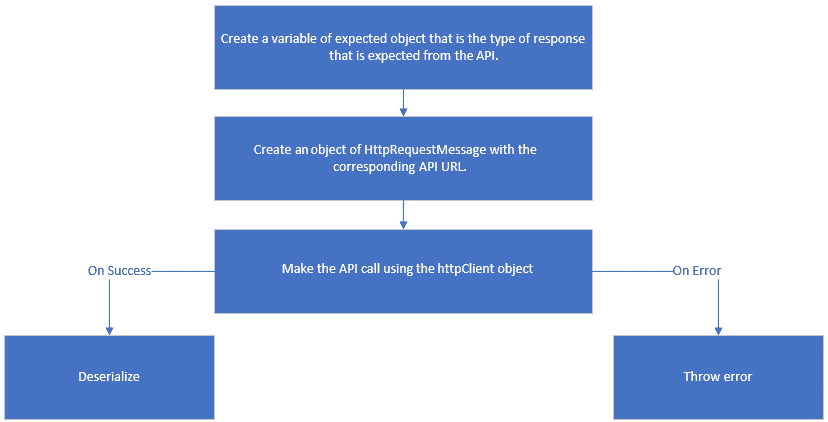 Create a variable of expected object that is the type of response
that is expected from the API.
Create an object of HttpRequestMessage with the
corresponding API URL.
Make the API call using the httpClient object
On Success
On Error
Deserialize
Throw error